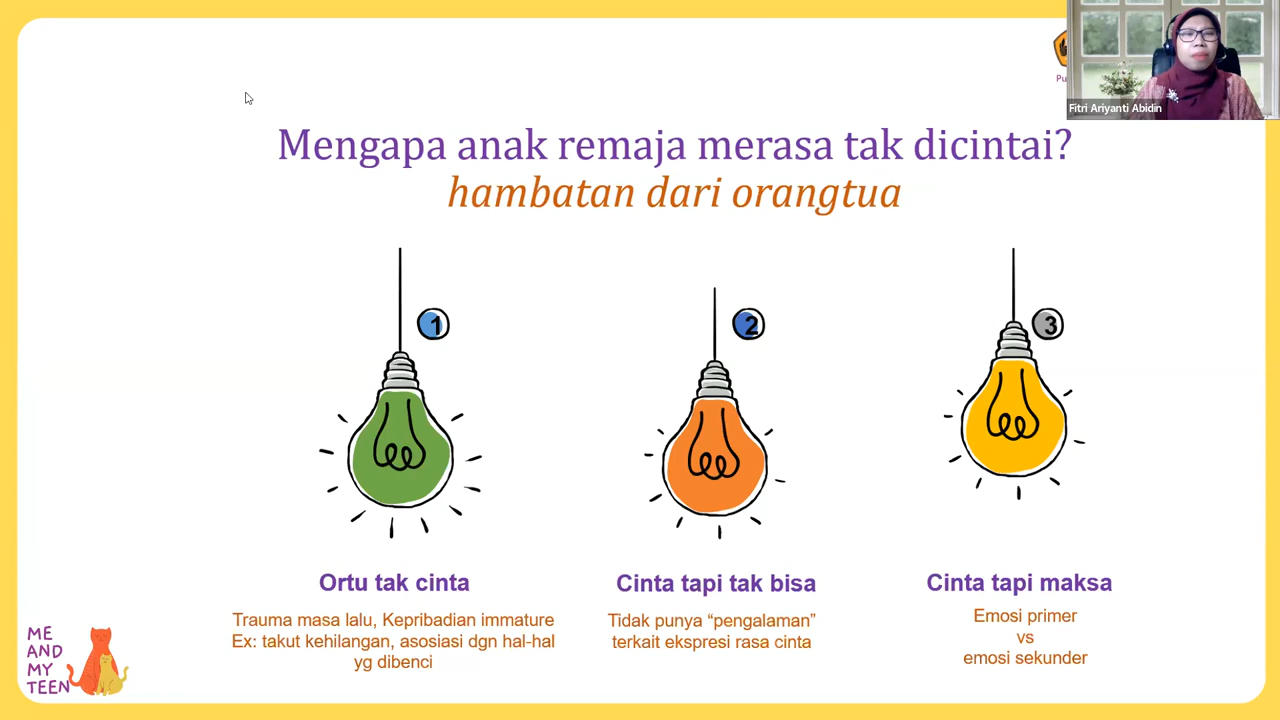 Pu
Fitri Ariyanti Abidin
Mengapa anak remaja merasa tak dicintai?
hambatan dari orangtua
1
2
3
Ortu tak cinta
Trauma masa lalu, Kepribadian immature
Ex: takut kehilangan, asosiasi dgn hal-hal
yg dibenci
Cinta tapi tak bisa
Tidak punya “pengalaman”
terkait ekspresi rasa cinta
Cinta tapi maksa
Emosi primer
vs
emosi sekunder
ME
AND
MY
TEEN